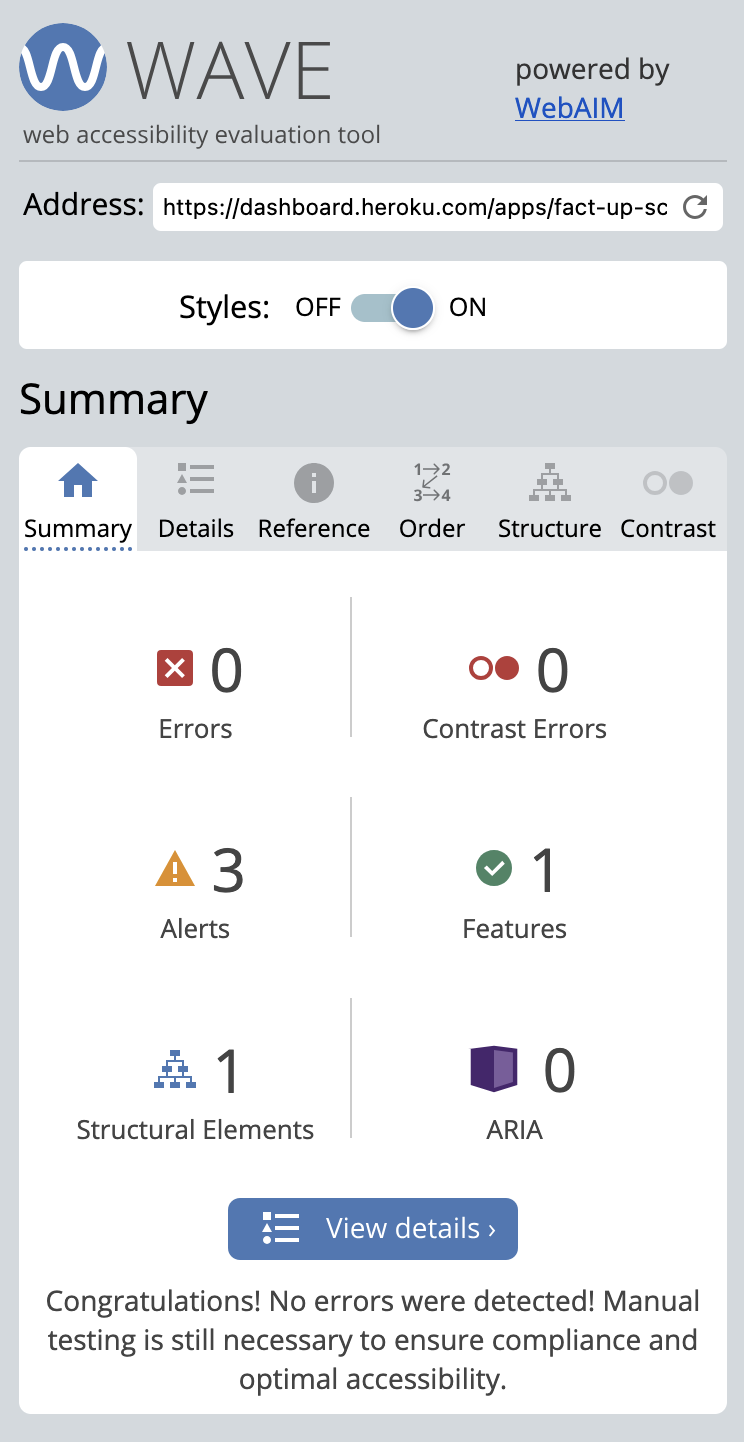 WAVE
powered by
WebAIM
web accessibility evaluation tool
Address: https://dashboard.heroku.com/apps/fact-up-sc
Styles: OFF ON
Summary
1 2
3 4
Summary Details Reference Order Structure Contrast
0 0
Errors Contrast Errors
3 1
Alerts Features
1 0
Structural Elements ARIA
View details ›
Congratulations! No errors were detected! Manual
testing is still necessary to ensure compliance and
optimal accessibility.